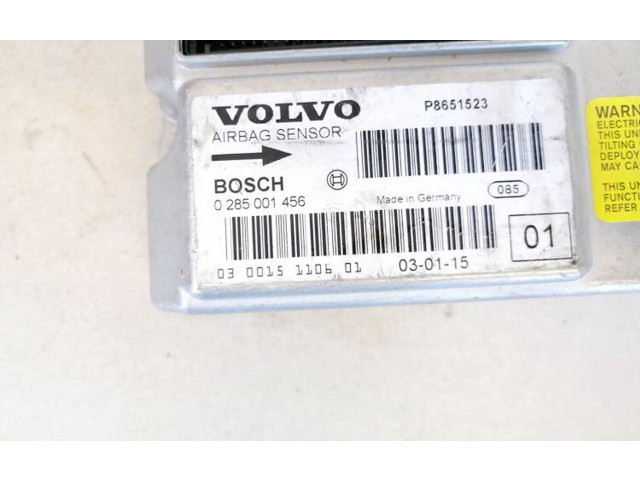 VOLVO
P8651523
AIRBAG SENSOR
BOSCH
0 285 001 456
Made in Germany
085
03 0015 1106 01
03-01-15
01
WARN
ELECTRI
THIS UN
TILTING
DEPLOY
MAY CA
THIS UN
FUNCTI
REFER